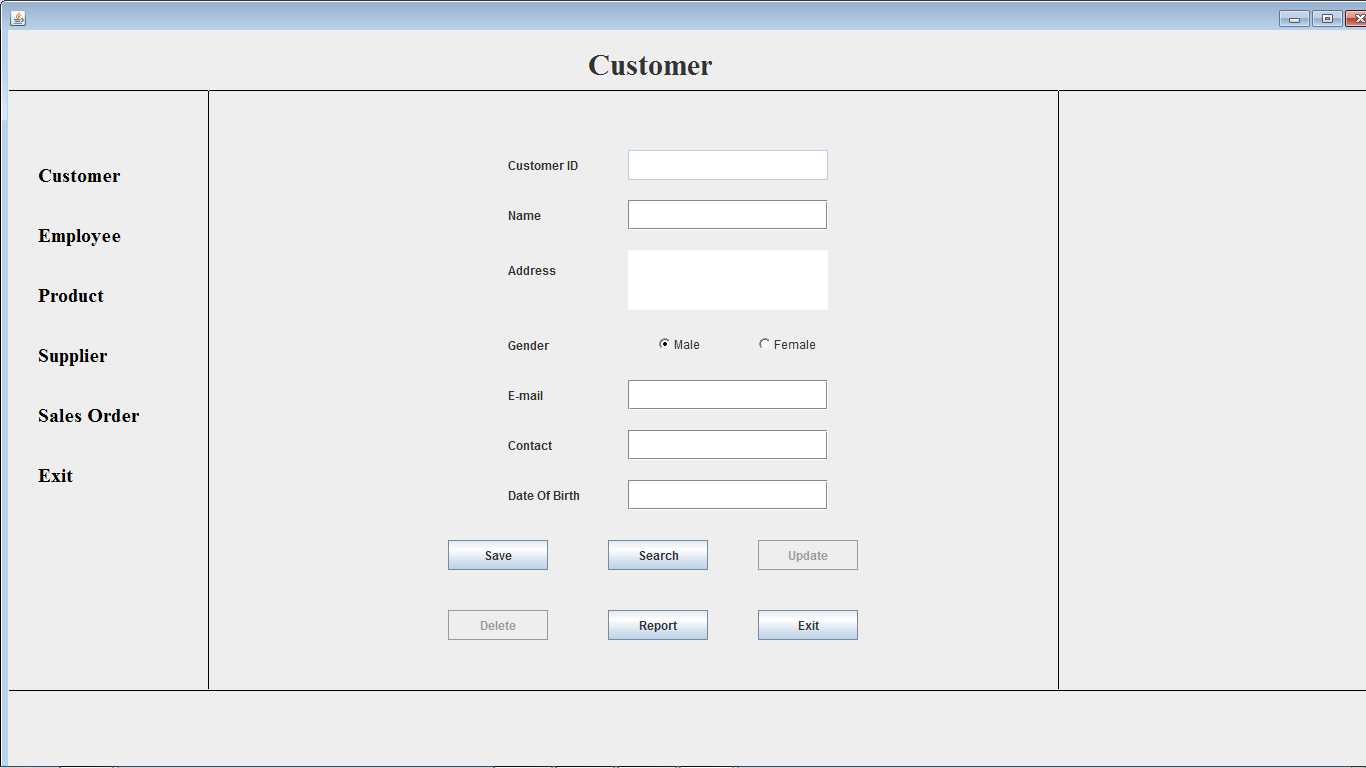 Customer
Customer
Employee
Product
Supplier
Sales Order
Exit
Customer ID
Name
Address
Gender Male Female
E-mail
Contact
Date Of Birth
Save Search Update
Delete Report Exit